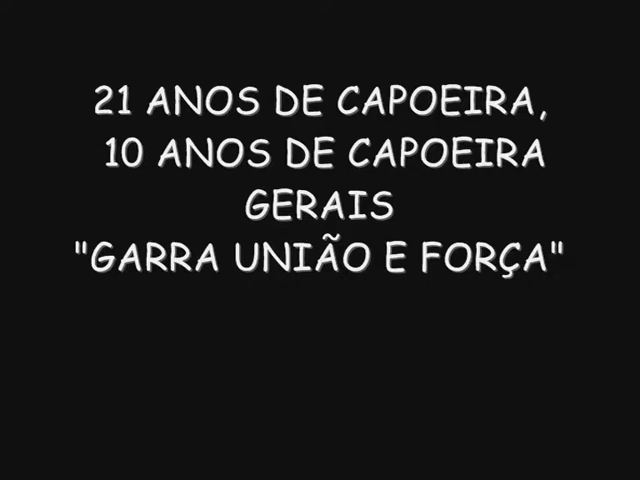 21 ANOS DE CAPOEIRA,
10 ANOS DE CAPOEIRA
GERAIS
"GARRA UNIÃO E FORÇA"